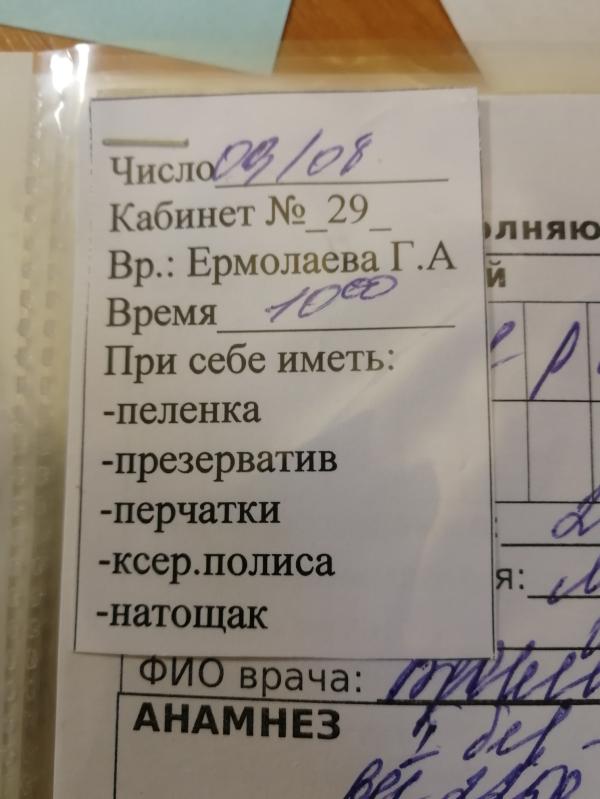 Число 09/08
Кабинет №_29_
Вр.: Ермолаева Г.А
Время 10⁰⁰
При себе иметь:
-пеленка
-презерватив
-перчатки
-ксер.полиса
-натощак
олняю
й
я:
ФИО врача:
АНАМНЕЗ